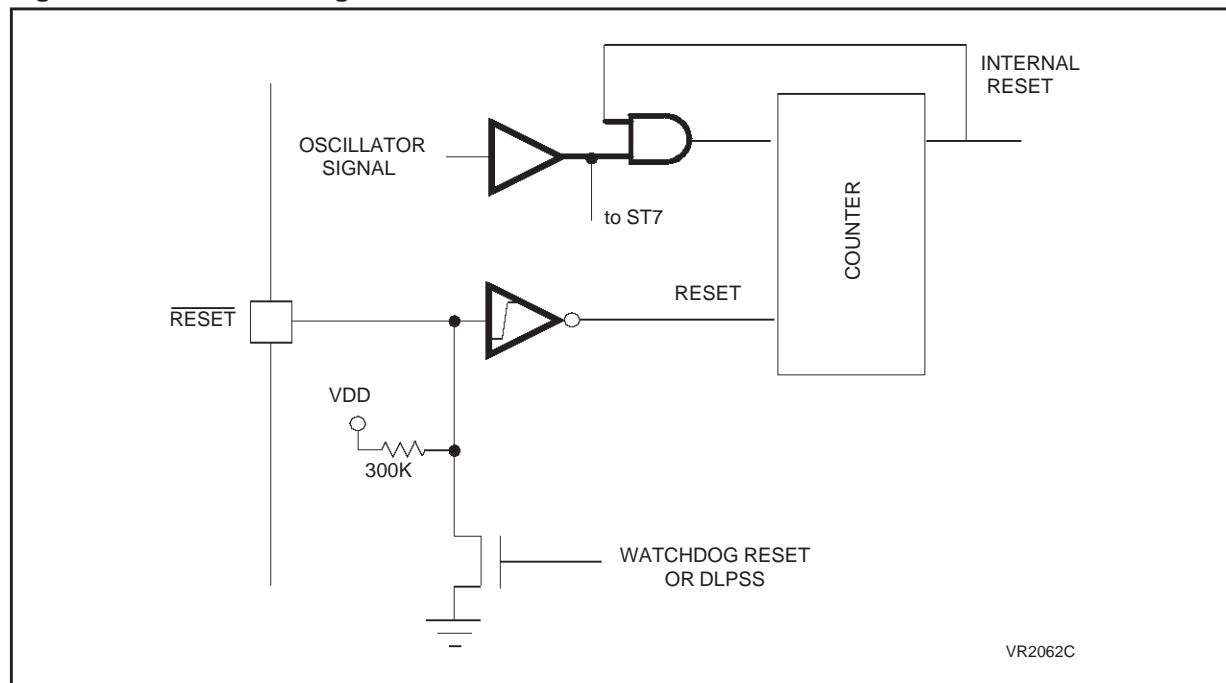 INTERNAL
RESET
OSCILLATOR
SIGNAL
to ST7
COUNTER
RESET
RESET
VDD
300K
WATCHDOG RESET
OR DLPSS
VR2062C